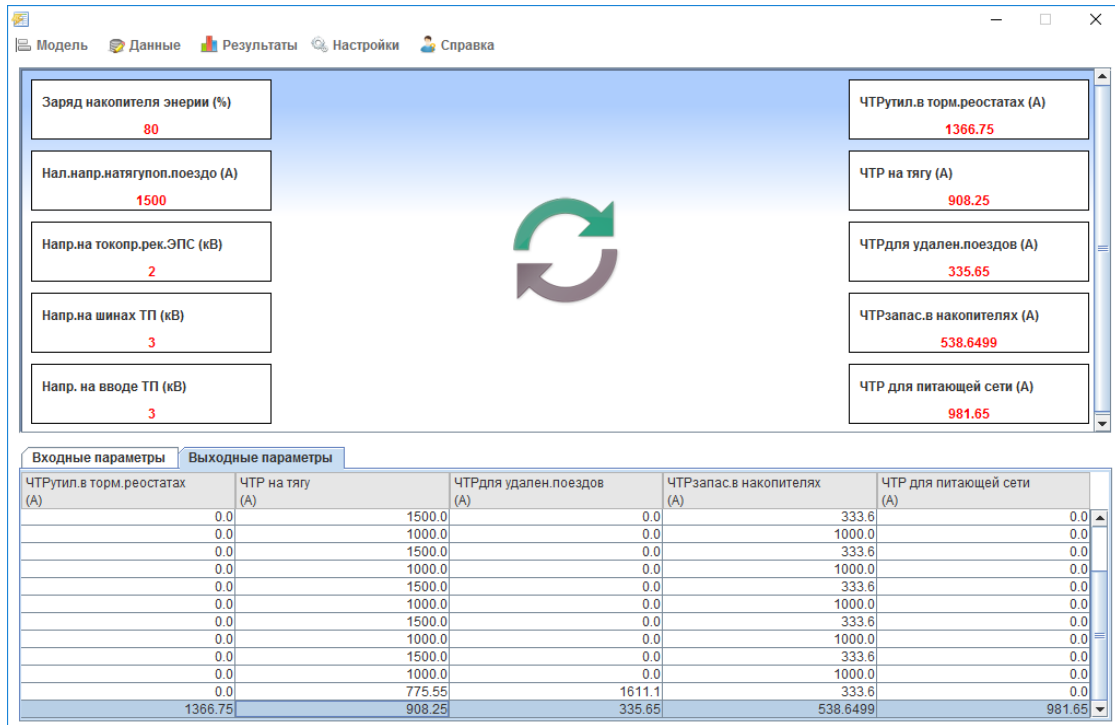 Модель Данные Результаты Настройки Справка
Заряд накопителя энерии (%)
80
Нал.напр.натягупоп.поездо (А)
1500
Напр.на токопр.рек.ЭПС (кВ)
2
Напр.на шинах ТП (кВ)
3
Напр. на вводе ТП (кВ)
3
ЧТРутил.в торм.реостатах (А)
1366.75
ЧТР на тягу (А)
908.25
ЧТРдля удален.поездов (А)
335.65
ЧТРзапас.в накопителях (А)
538.6499
ЧТР для питающей сети (А)
981.65
Входные параметры Выходные параметры
ЧТРутил.в торм.реостатах ЧТР на тягу ЧТРдля удален.поездов ЧТРзапас.в накопителях ЧТР для питающей сети
(А) (А) (А) (А) (А)
0.0 1500.0 0.0 333.6 0.0
0.0 1000.0 0.0 1000.0 0.0
0.0 1500.0 0.0 333.6 0.0
0.0 1000.0 0.0 1000.0 0.0
0.0 1500.0 0.0 333.6 0.0
0.0 1000.0 0.0 1000.0 0.0
0.0 1500.0 0.0 333.6 0.0
0.0 1000.0 0.0 1000.0 0.0
0.0 1500.0 0.0 333.6 0.0
0.0 1000.0 0.0 1000.0 0.0
0.0 775.55 1611.1 333.6 0.0
1366.75 908.25 335.65 538.6499 981.65